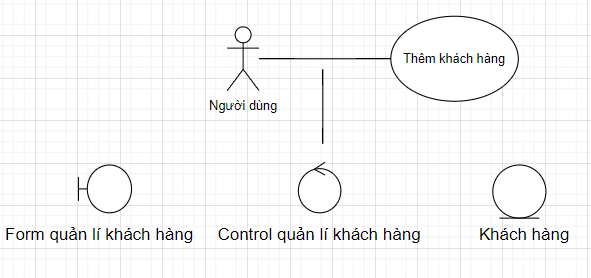 Thêm khách hàng
Người dùng
Form quản lí khách hàng
Control quản lí khách hàng
Khách hàng